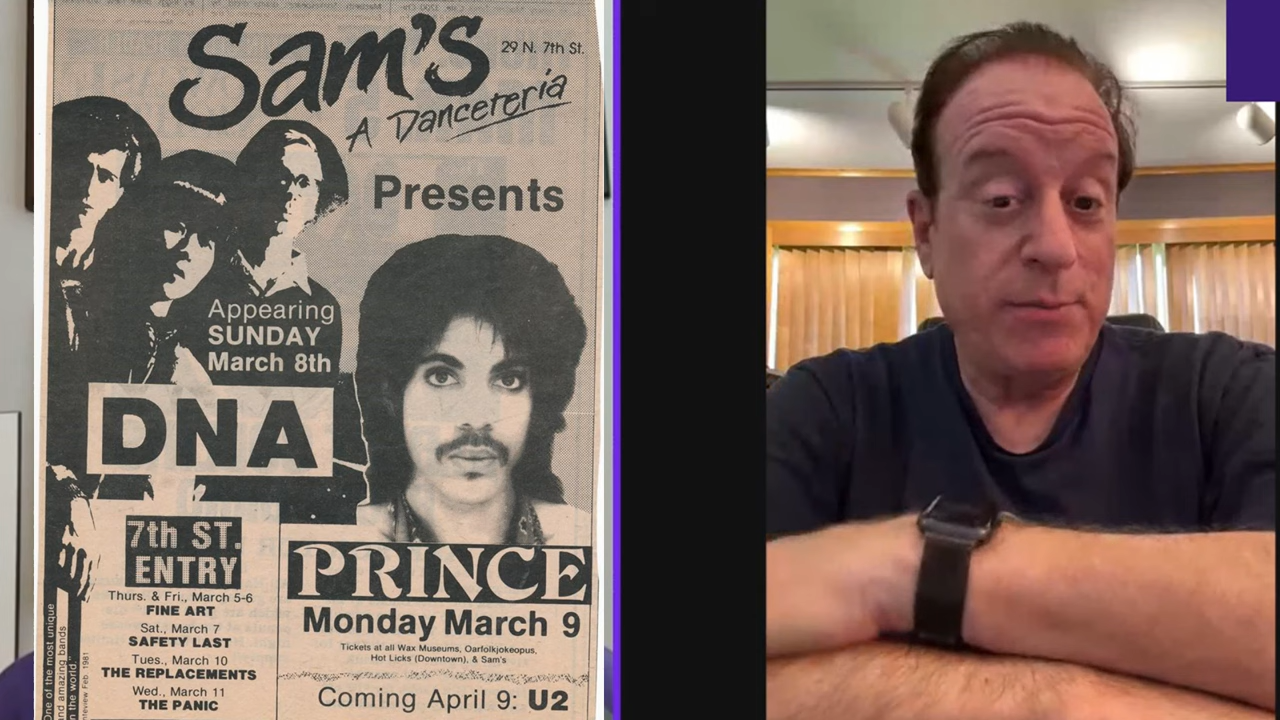 Sam's
29 N. 7th St.
A Danceteria
Presents
Appearing
SUNDAY
March 8th
DNA
7th ST.
ENTRY
Thurs. & Fri., March 5-6
FINE ART
Sat., March 7
SAFETY LAST
Tues., March 10
THE REPLACEMENTS
Wed., March 11
THE PANIC
PRINCE
Monday March 9
Tickets at all Wax Museums, Oarfolkjokeopus,
Hot Licks (Downtown), & Sam's
Coming April 9: U2
One of the most unique
and amazing bands
in the world."
Interview Feb. 1981